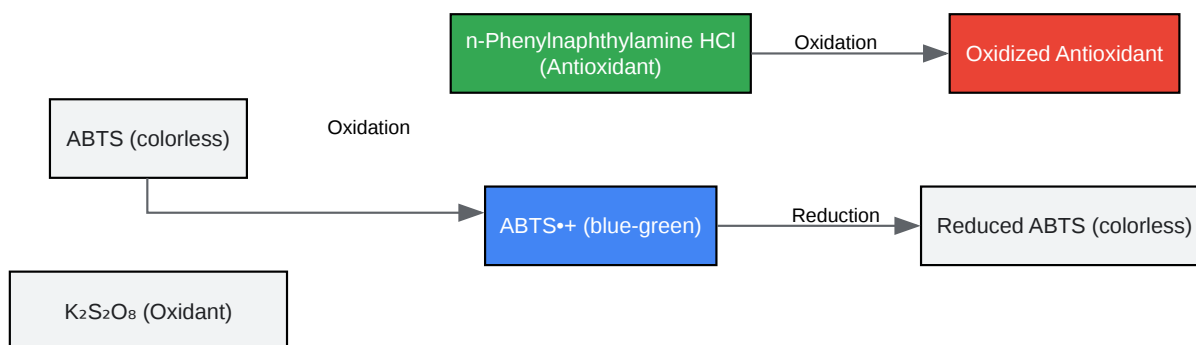 n-Phenylnaphthylamine HCl
(Antioxidant)
Oxidation
Oxidized Antioxidant
ABTS (colorless)
Oxidation
ABTS•+ (blue-green)
Reduction
Reduced ABTS (colorless)
K₂S₂O₈ (Oxidant)